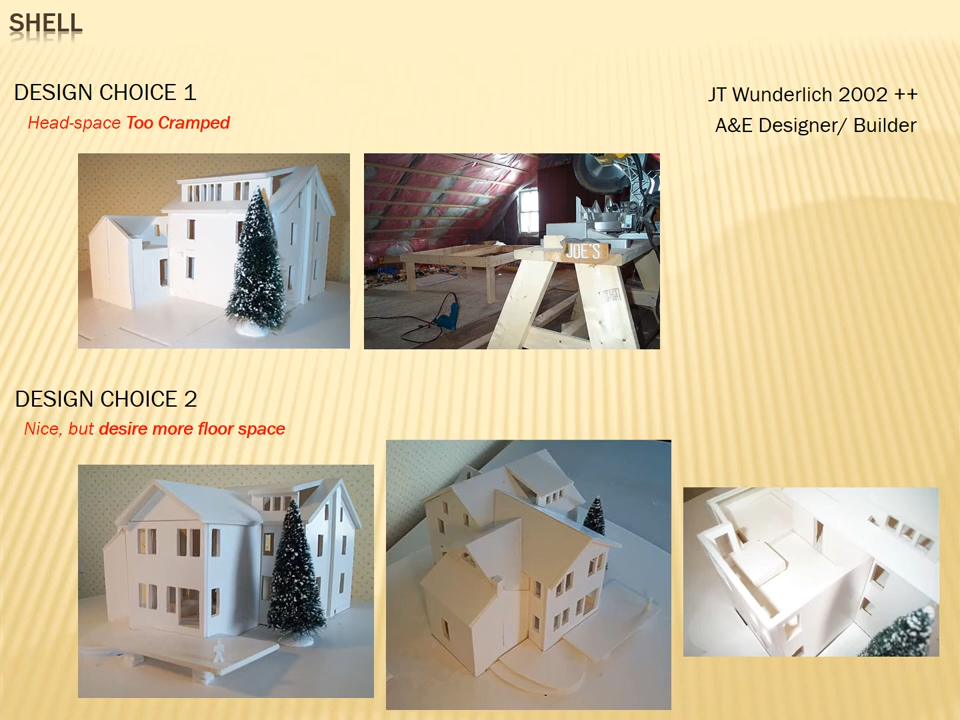 SHELL
DESIGN CHOICE 1
Head-space Too Cramped
JT Wunderlich 2002 ++
A&E Designer/ Builder
JOE'S
DESIGN CHOICE 2
Nice, but desire more floor space